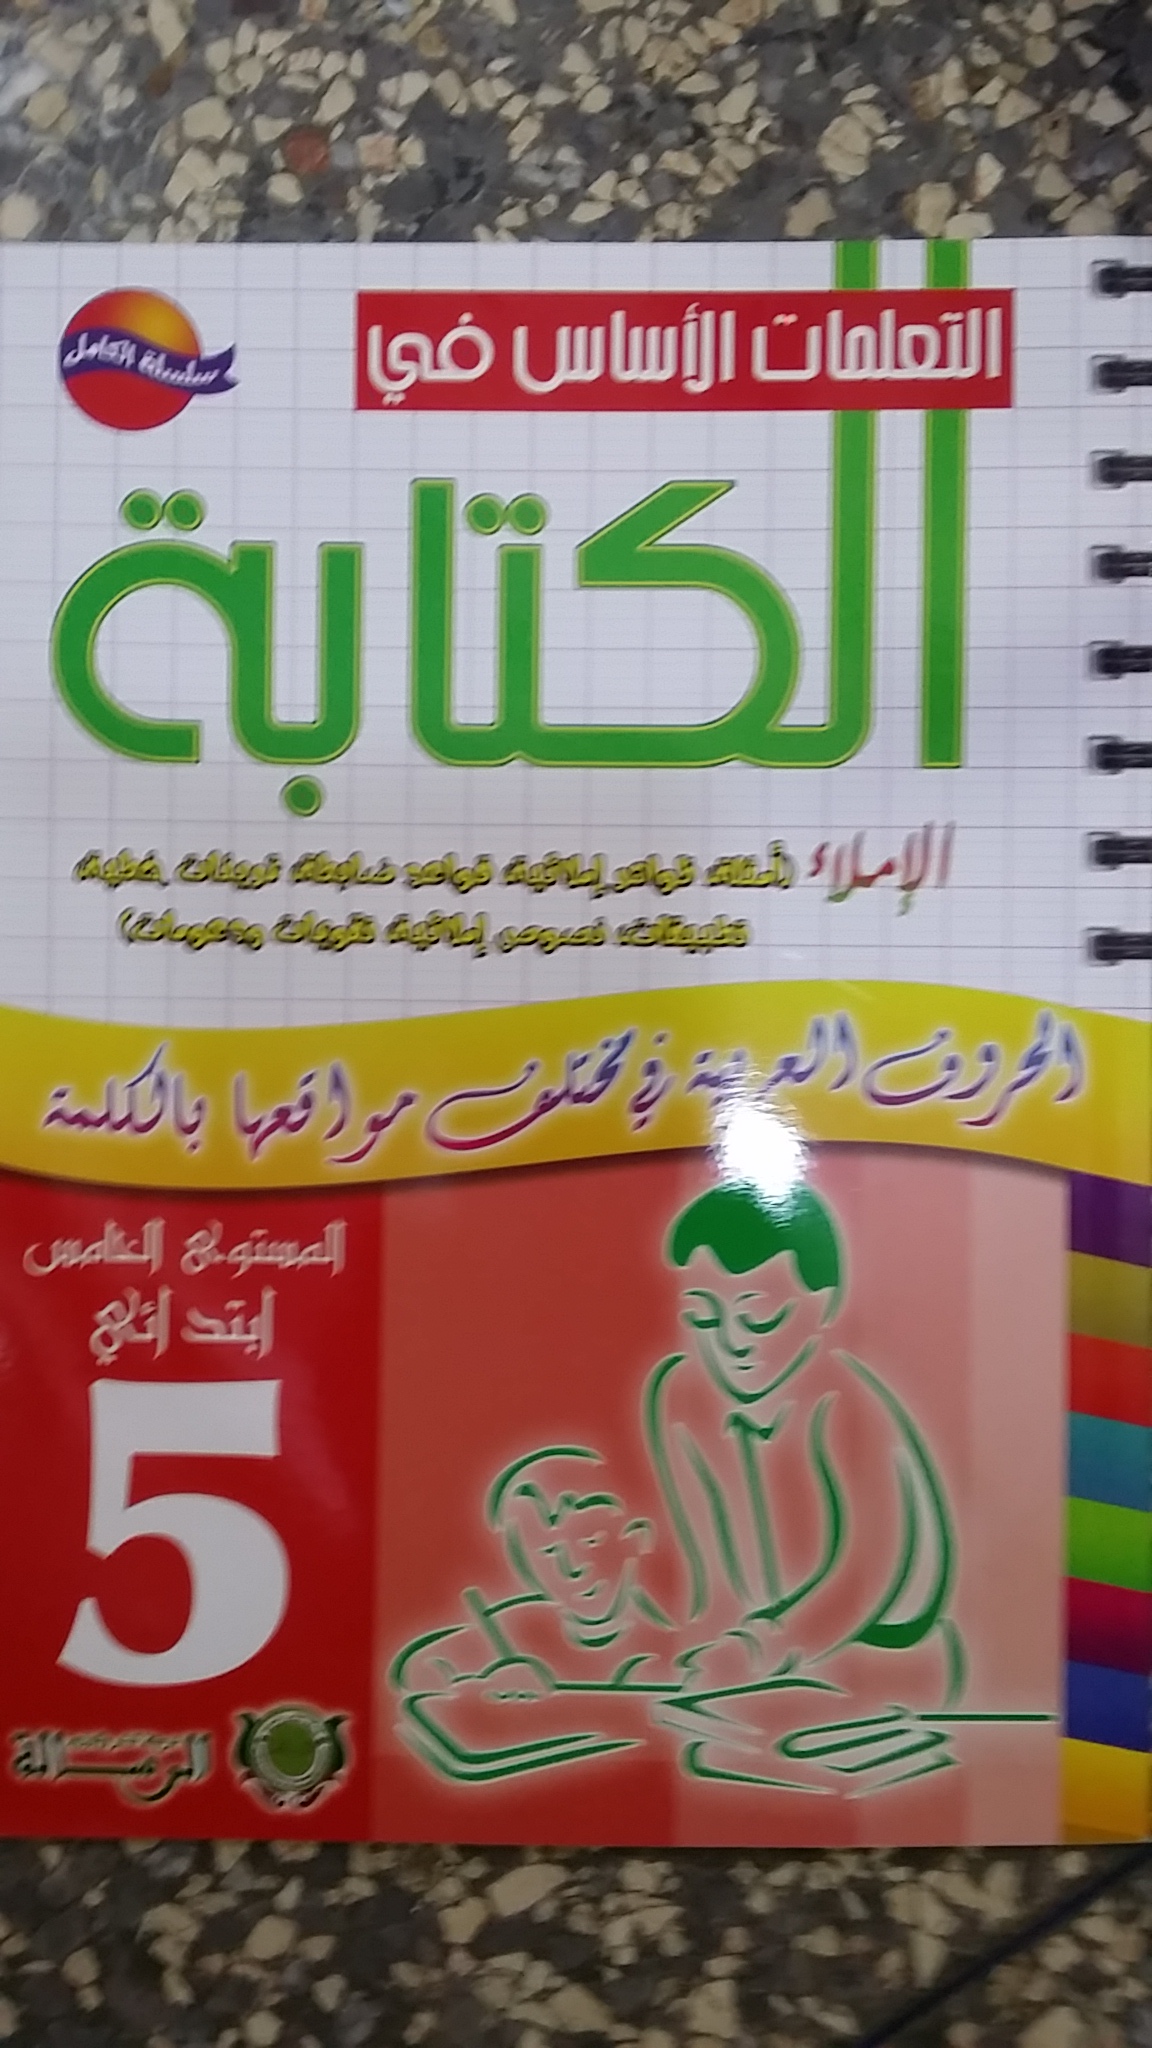 التعلمات الأساس في
سلسلة الكامل
الكتابة
الإملاء (أمثلة، قواعد إملائية، قواعد ضابطة، تمرينات خطية،
تطبيقات، نصوص إملائية، تقويمات ودعومات)
الحروف العربية في مختلف مواقعها بالكلمة
المستوى الخامس
ابتدائي
5
الرسالة